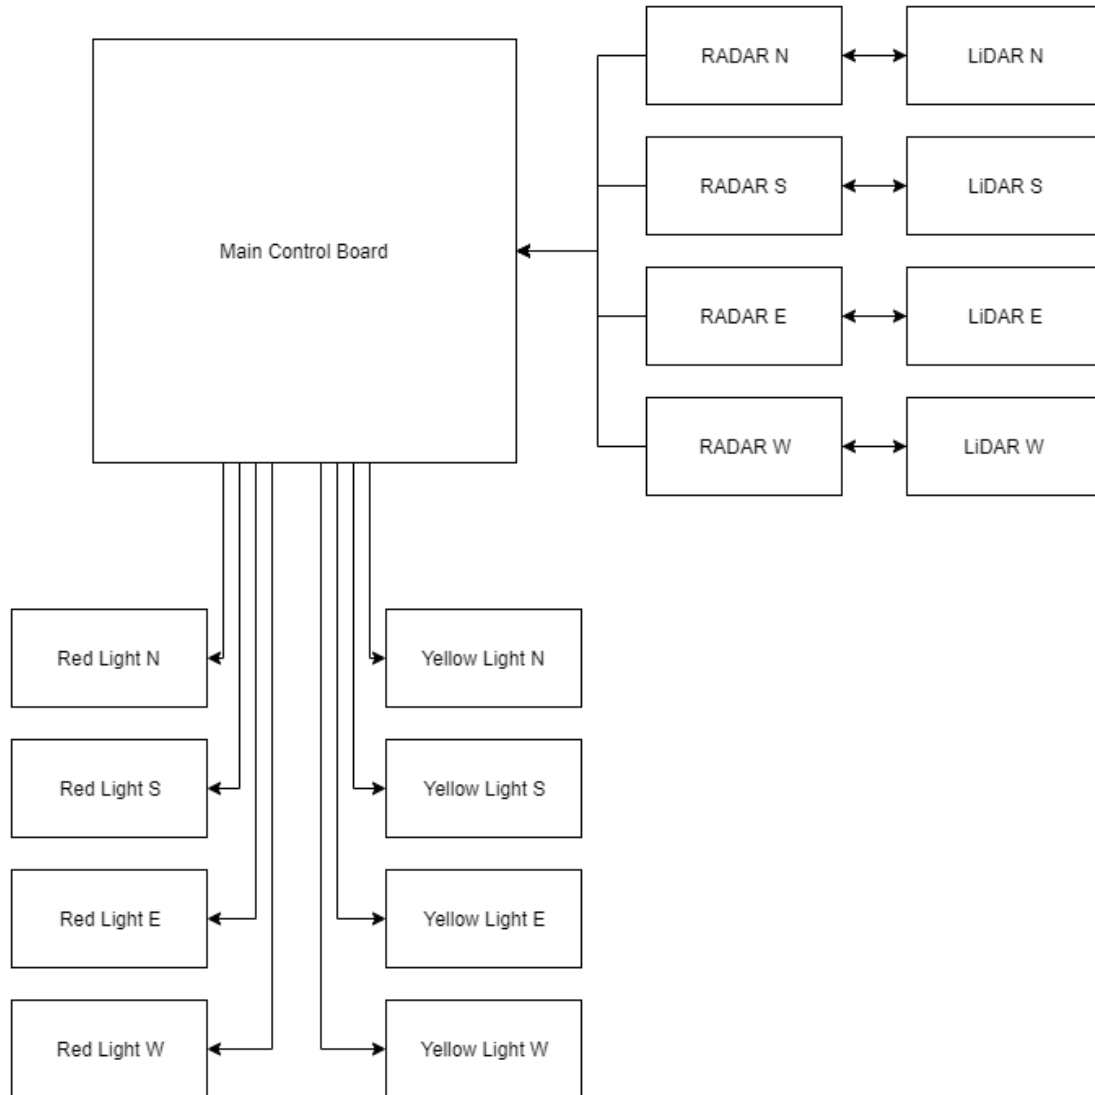 RADAR N
LiDAR N
RADAR S
LiDAR S
Main Control Board
RADAR E
LiDAR E
RADAR W
LiDAR W
Red Light N
Yellow Light N
Red Light S
Yellow Light S
Red Light E
Yellow Light E
Red Light W
Yellow Light W